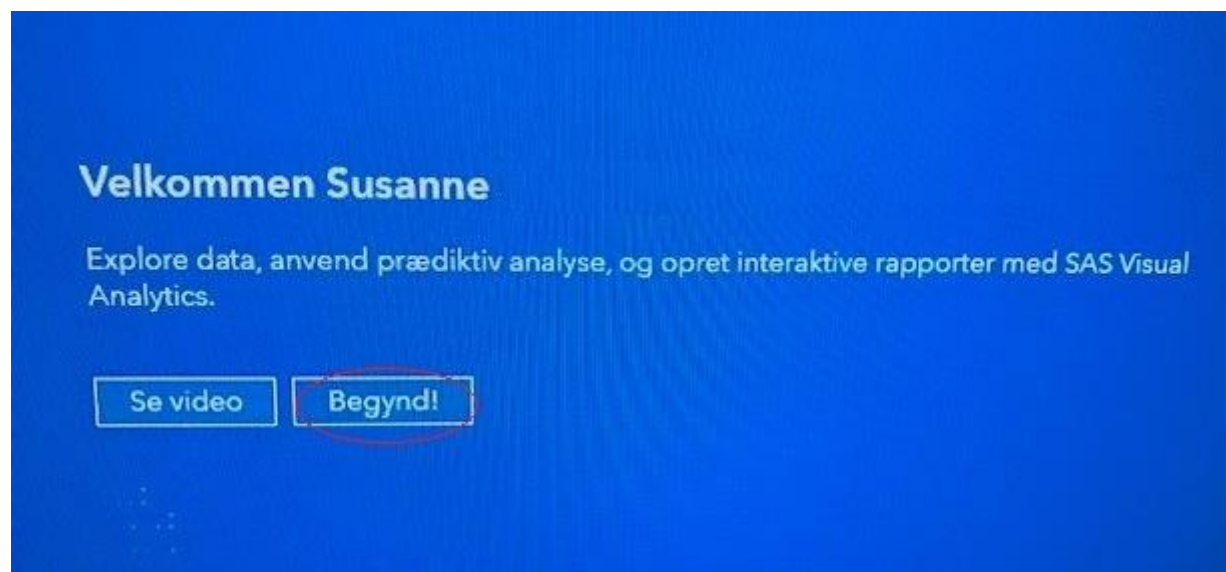 Velkommen Susanne
Explore data, anvend prædiktiv analyse, og opret interaktive rapporter med SAS Visual
Analytics.
Se video
Begynd!